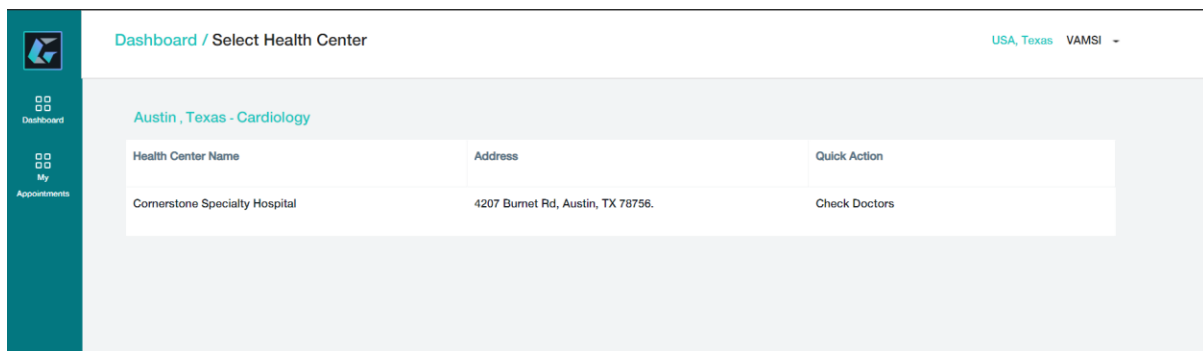 Dashboard / Select Health Center
USA, Texas VAMSI
Dashboard
My
Appointments
Austin , Texas - Cardiology
Health Center Name Address Quick Action
Cornerstone Specialty Hospital 4207 Burnet Rd, Austin, TX 78756. Check Doctors